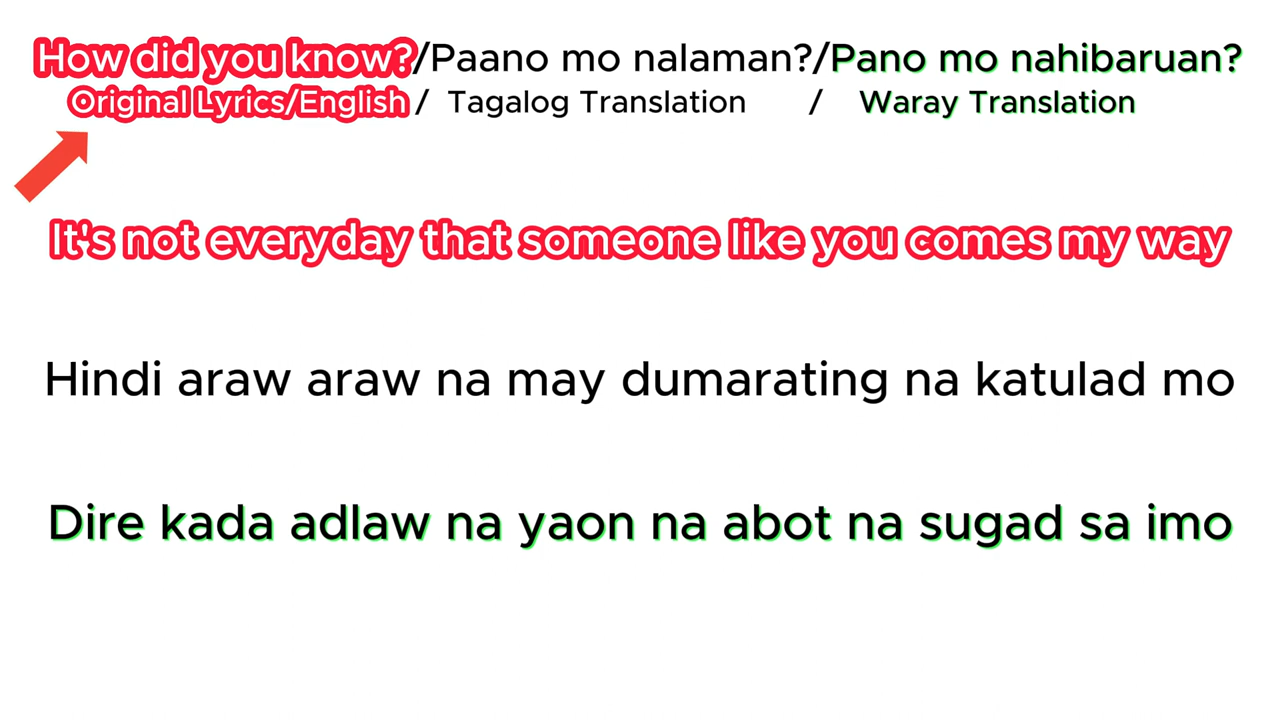 How did you know?/Paano mo nalaman?/Pano mo nahibaruan?
Original Lyrics/English / Tagalog Translation / Waray Translation
It's not everyday that someone like you comes my way
Hindi araw araw na may dumarating na katulad mo
Dire kada adlaw na yaon na abot na sugad sa imo